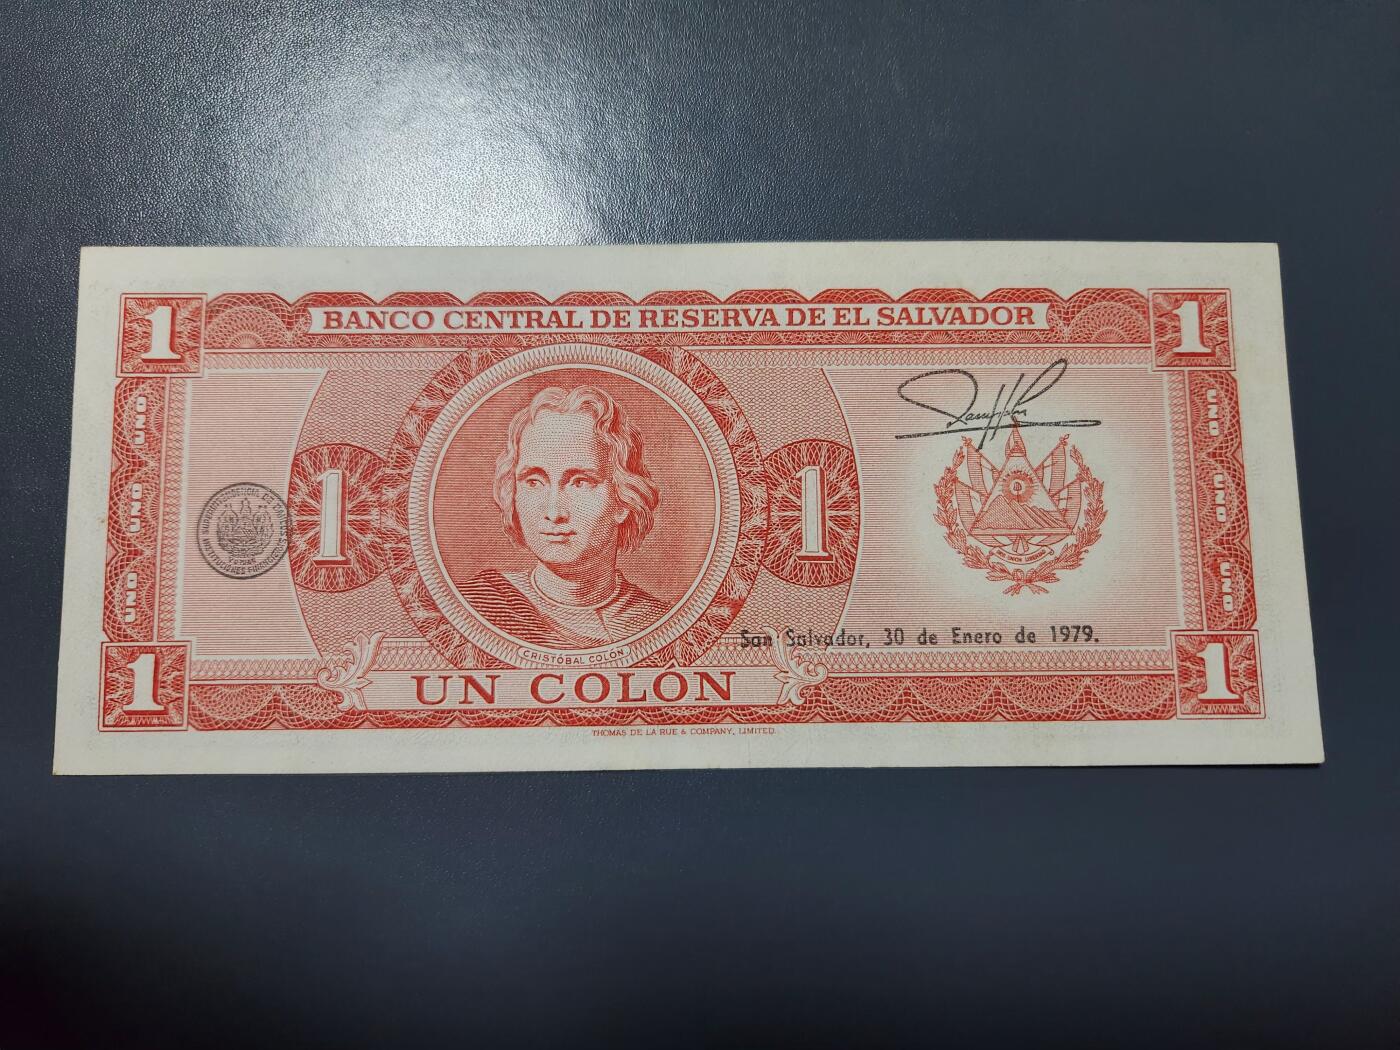 1 1
BANCO CENTRAL DE RESERVA DE EL SALVADOR
UNO UNO UNO
1 1
UNO UNO UNO
CRISTÓBAL COLÓN
San Salvador, 30 de Enero de 1979.
1 1
UN COLÓN
THOMAS DE LA RUE & COMPANY, LIMITED.